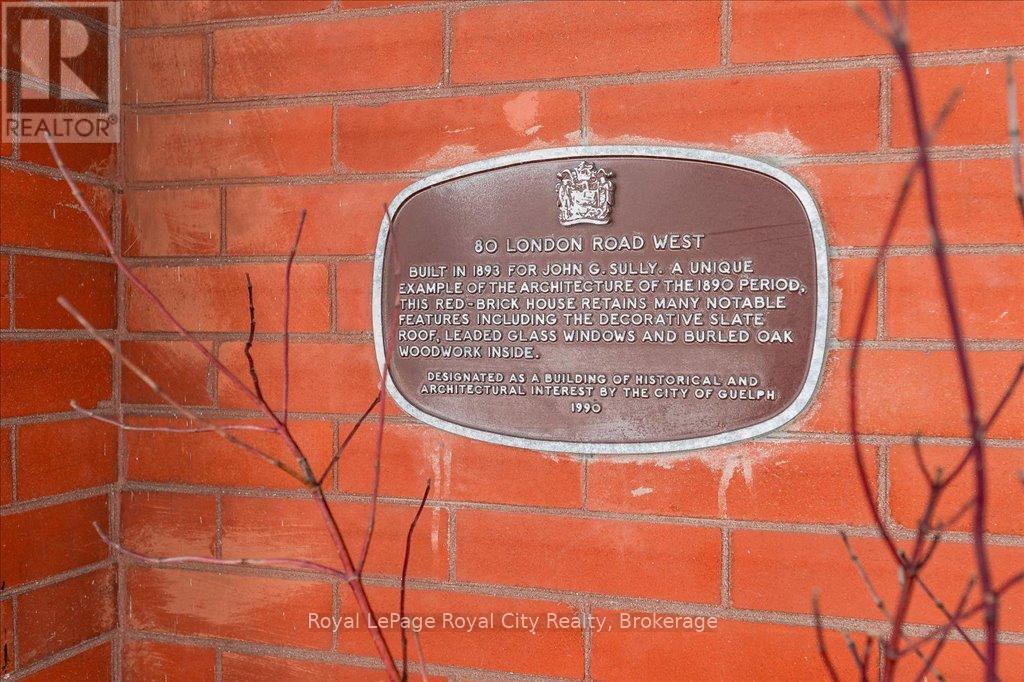 R
REALTOR®
80 LONDON ROAD WEST
BUILT IN 1893 FOR JOHN G. SULLY. A UNIQUE
EXAMPLE OF THE ARCHITECTURE OF THE 1890 PERIOD,
THIS RED-BRICK HOUSE RETAINS MANY NOTABLE
FEATURES INCLUDING THE DECORATIVE SLATE
ROOF, LEADED GLASS WINDOWS AND BURLED OAK
WOODWORK INSIDE.
DESIGNATED AS A BUILDING OF HISTORICAL AND
ARCHITECTURAL INTEREST BY THE CITY OF GUELPH
1990
Royal LePage Royal City Realty, Brokerage